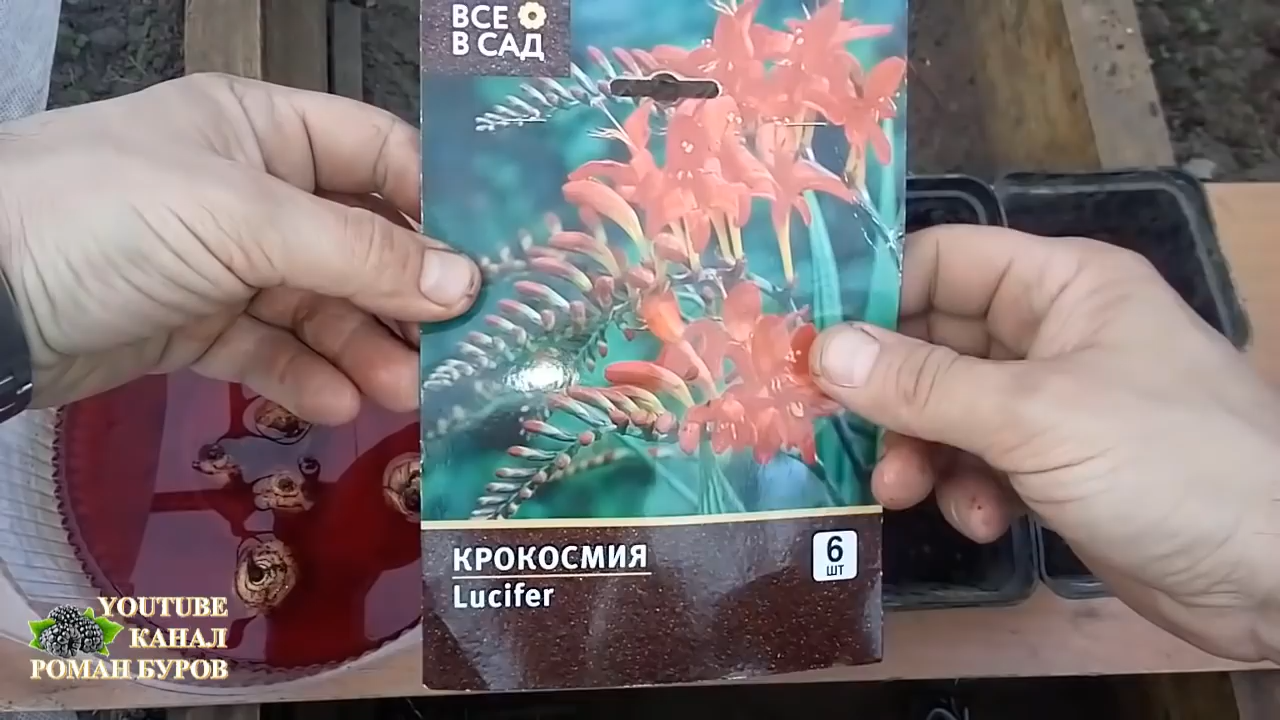 ВСЕ
В САД
КРОКОСМИЯ
Lucifer
6
шт
YOUTUBE
КАНАЛ
РОМАН БУРОВ